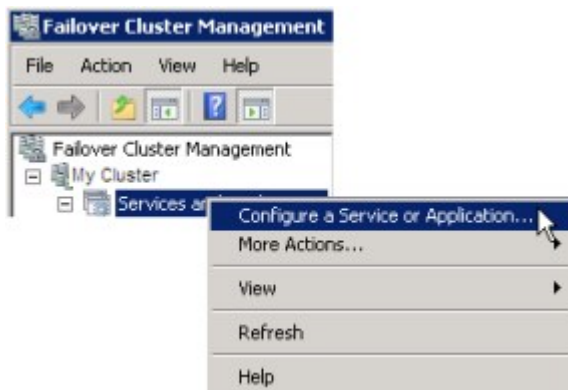 Failover Cluster Management
File Action View Help
Failover Cluster Management
My Cluster
Services a
Configure a Service or Application...
More Actions...
View
Refresh
Help